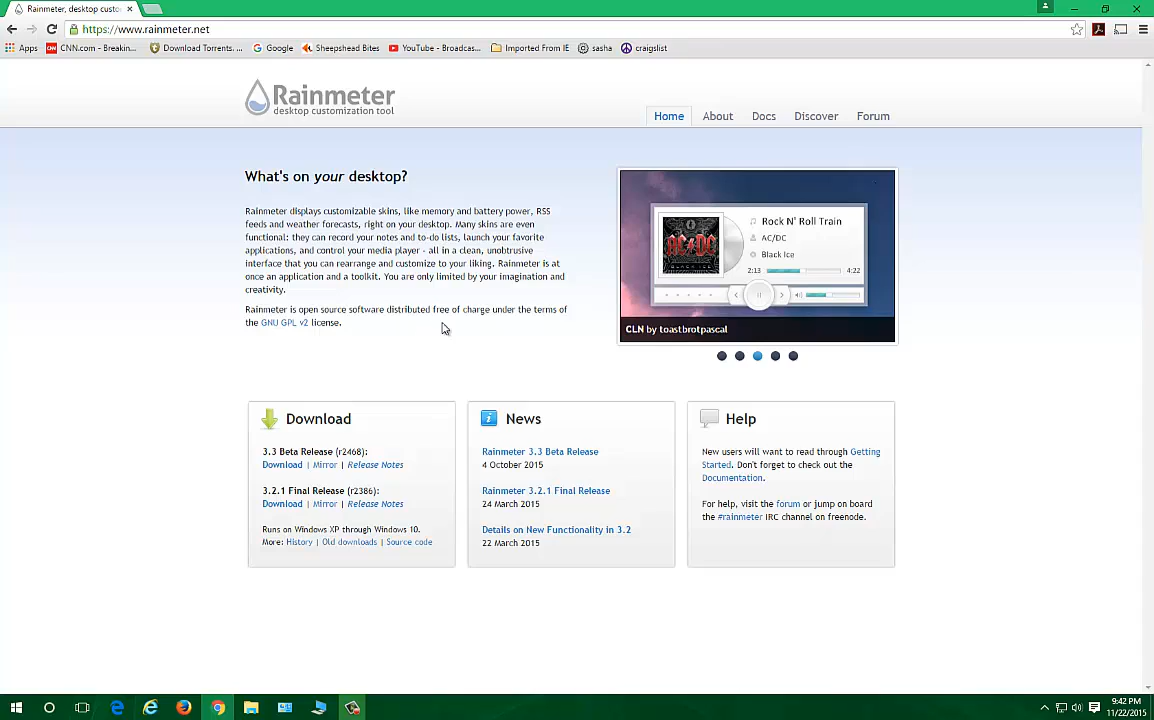 Rainmeter, desktop custo
https://www.rainmeter.net
Apps
CNN.com - Breakin...
Download Torrents, ...
Google
Sheepshead Bites
YouTube - Broadcas...
Imported From IE
sasha
craigslist
Rainmeter
desktop customization tool
Home
About
Docs
Discover
Forum
What's on your desktop?
Rainmeter displays customizable skins, like memory and battery power, RSS
feeds and weather forecasts, right on your desktop. Many skins are even
functional: they can record your notes and to-do lists, launch your favorite
applications, and control your media player - all in a clean, unobtrusive
interface that you can rearrange and customize to your liking. Rainmeter is at
once an application and a toolkit. You are only limited by your imagination and
creativity.
Rainmeter is open source software distributed free of charge under the terms of
the GNU GPL v2 license.
AC/DC
BLACK ICE
Rock N' Roll Train
AC/DC
Black Ice
2:13
4:22
CLN by toastbrotpascal
Download
3.3 Beta Release (r2468):
Download | Mirror | Release Notes
3.2.1 Final Release (r2386):
Download | Mirror | Release Notes
Runs on Windows XP through Windows 10.
More: History | Old downloads | Source code
News
Rainmeter 3.3 Beta Release
4 October 2015
Rainmeter 3.2.1 Final Release
24 March 2015
Details on New Functionality in 3.2
22 March 2015
Help
New users will want to read through Getting
Started. Don't forget to check out the
Documentation.
For help, visit the forum or jump on board
the #rainmeter IRC channel on freenode.
9:42 PM
11/22/2015